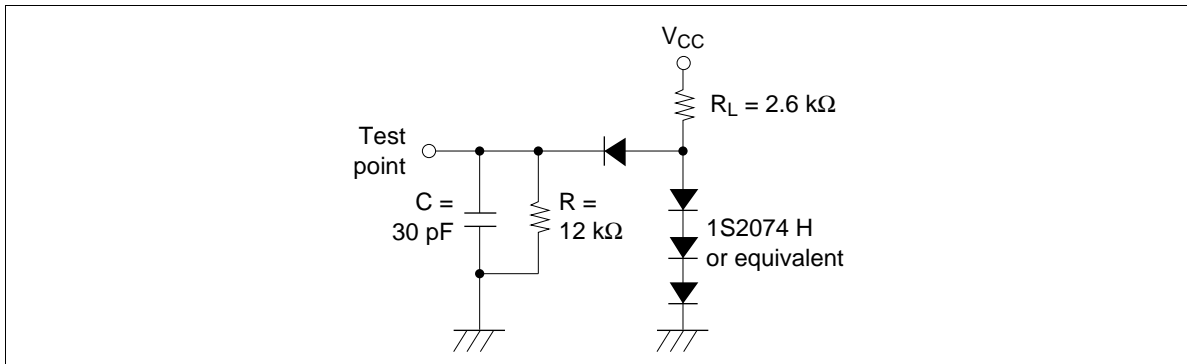 VCC
RL = 2.6 kΩ
Test
point
C =
30 pF
R =
12 kΩ
1S2074 H
or equivalent